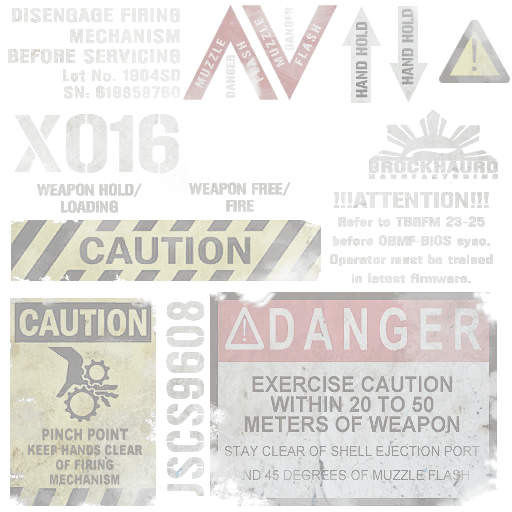 DISENGAGE FIRING
MECHANISM
BEFORE SERVICING
Lot No. 1904SD
SN: 619658760
MUZZLE
FLASH
DANGER
MUZZLE
FLASH
DANGER
HAND HOLD
HAND HOLD
!
X016
WEAPON HOLD/
LOADING
WEAPON FREE/
FIRE
BROCKHAURD
MANUFACTURING
!!!ATTENTION!!!
Refer to TBRFM 23-25
before OBMF-BIOS sync.
Operator must be trained
in latest firmware.
CAUTION
CAUTION
PINCH POINT
KEEP HANDS CLEAR
OF FIRING
MECHANISM
JSCS9608
DANGER
EXERCISE CAUTION
WITHIN 20 TO 50
METERS OF WEAPON
STAY CLEAR OF SHELL EJECTION PORT
ND 45 DEGREES OF MUZZLE FLASH